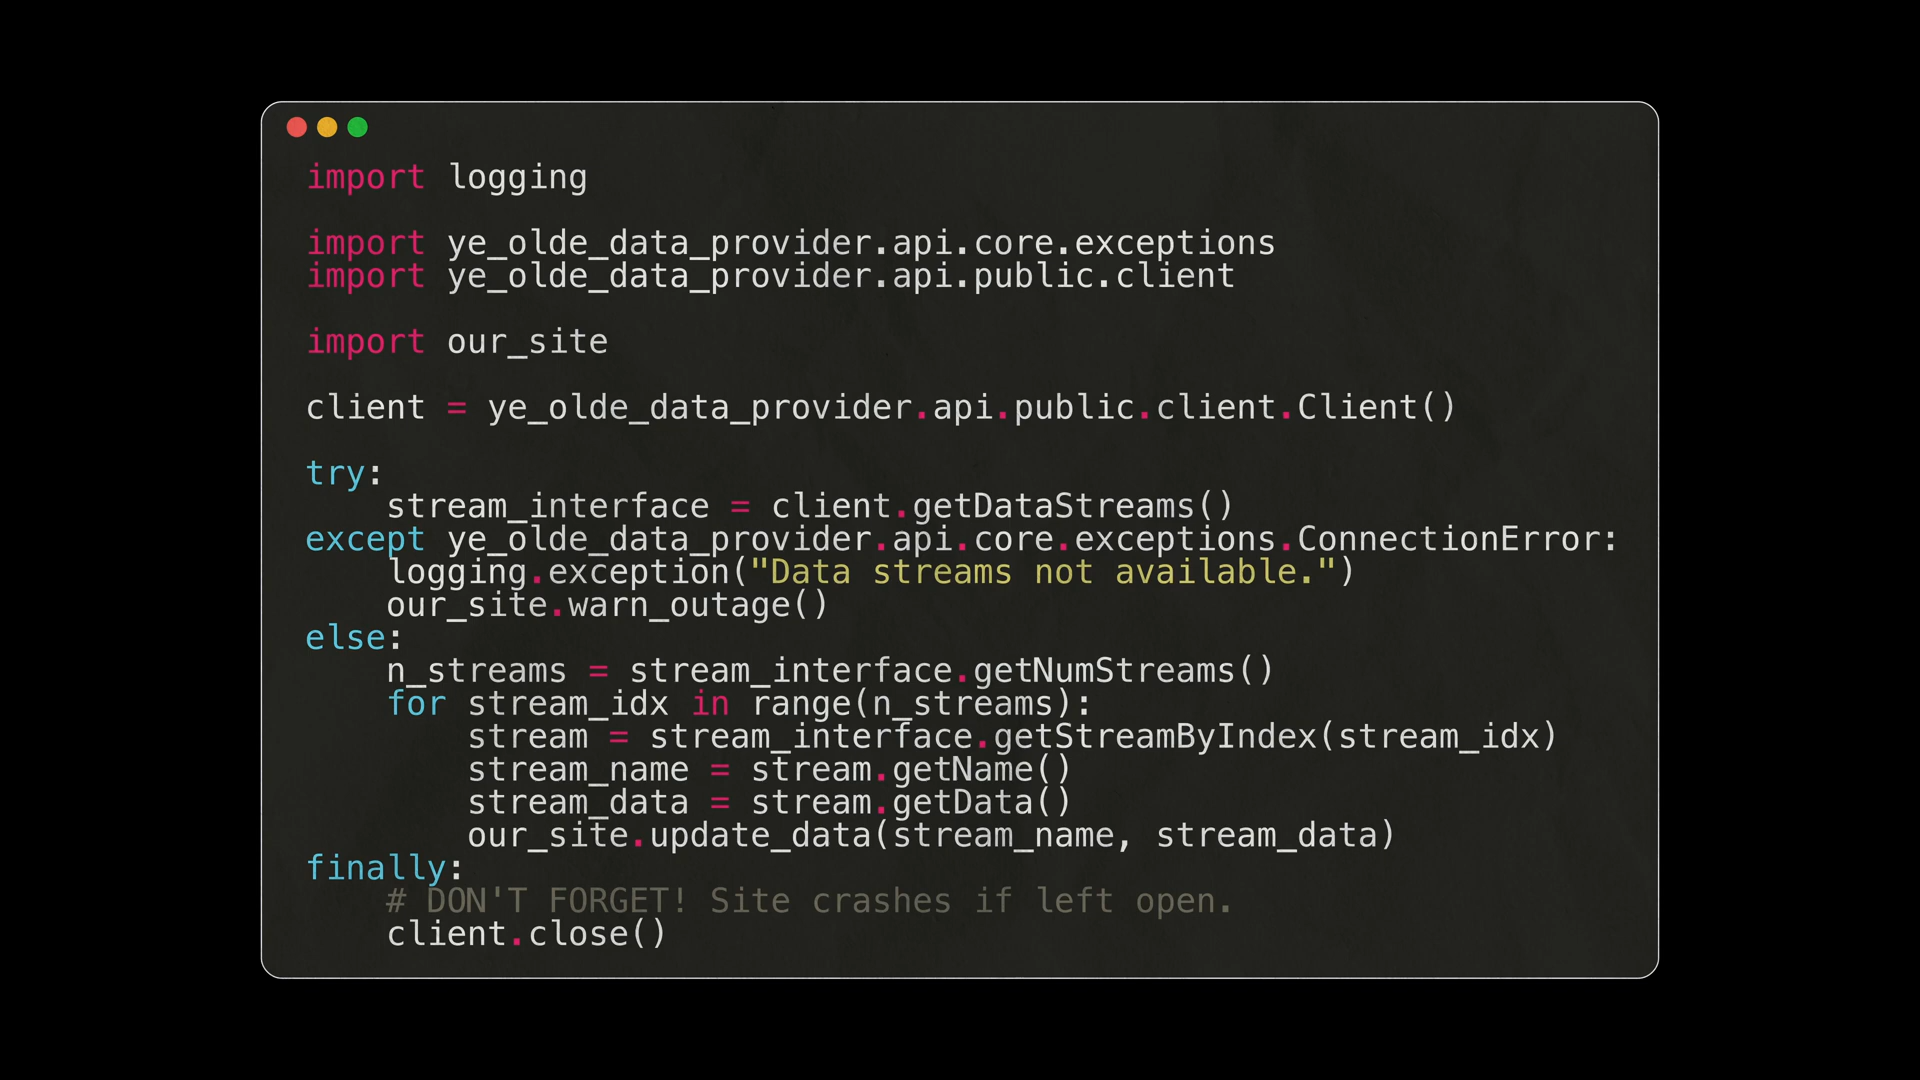 import logging

import ye_olde_data_provider.api.core.exceptions
import ye_olde_data_provider.api.public.client

import our_site

client = ye_olde_data_provider.api.public.client.Client()

try:
    stream_interface = client.getDataStreams()
except ye_olde_data_provider.api.core.exceptions.ConnectionError:
    logging.exception("Data streams not available.")
    our_site.warn_outage()
else:
    n_streams = stream_interface.getNumStreams()
    for stream_idx in range(n_streams):
        stream = stream_interface.getStreamByIndex(stream_idx)
        stream_name = stream.getName()
        stream_data = stream.getData()
        our_site.update_data(stream_name, stream_data)
finally:
    # DON'T FORGET! Site crashes if left open.
    client.close()